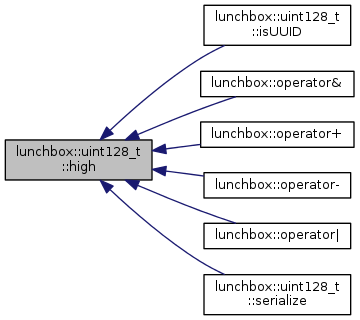 lunchbox::uint128_t
::isUUID
lunchbox::operator&
lunchbox::operator+
lunchbox::uint128_t
::high
lunchbox::operator-
lunchbox::operator|
lunchbox::uint128_t
::serialize